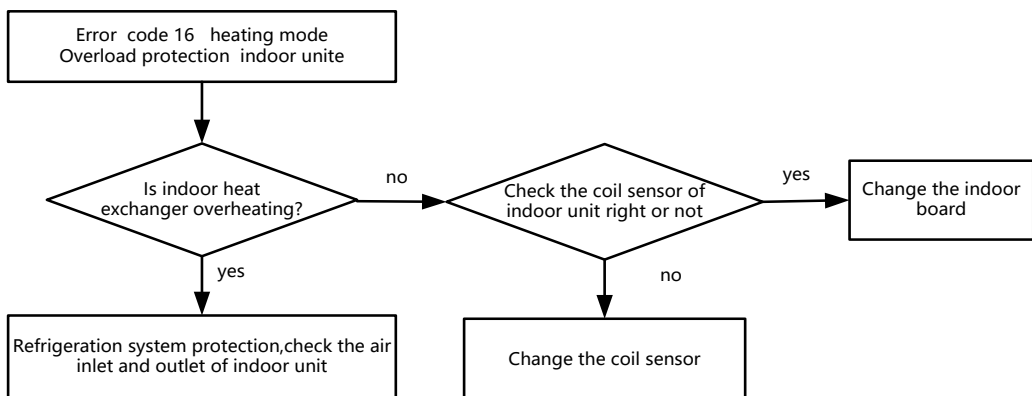 Error code 16 heating mode
Overload protection indoor unite
Is indoor heat
exchanger overheating?
no
Check the coil sensor of
indoor unit right or not
yes
Change the indoor
board
yes
no
Refrigeration system protection,check the air
inlet and outlet of indoor unit
Change the coil sensor